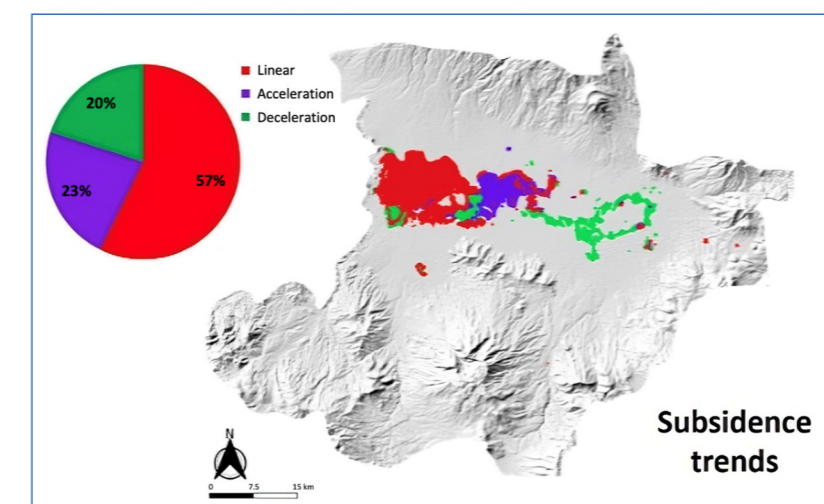 Linear
Acceleration
Deceleration
20%
23%
57%
Subsidence
trends
N
0 7.5 15 km